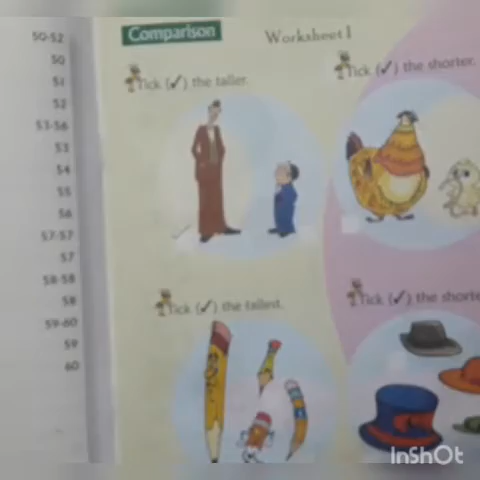 50-52
50
51
52
53-56
53
54
55
56
57-57
57
58-58
58
59-60
59
60
Comparison
Worksheet 1
Tick (✓) the taller.
Tick (✓) the shorter.
Tick (✓) the tallest.
Tick (✓) the shorte
InShOt